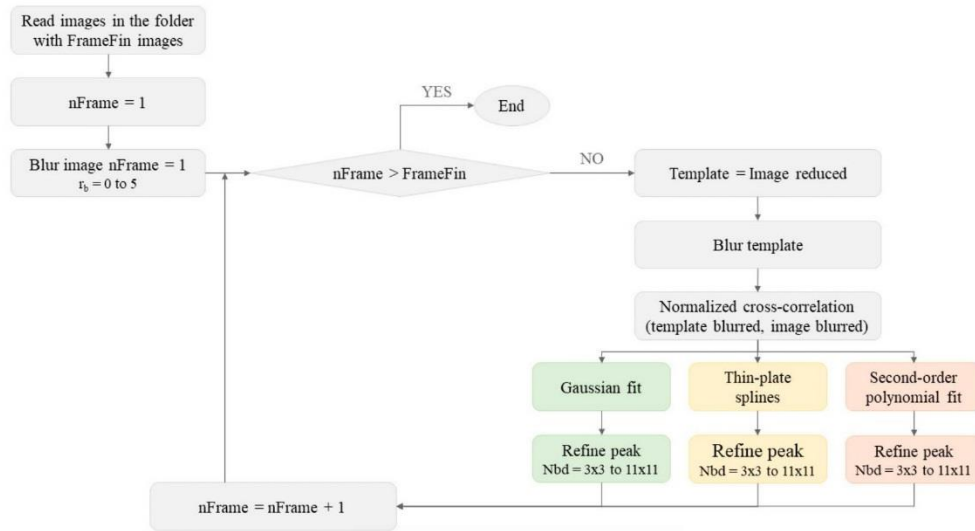 Read images in the folder
with FrameFin images
nFrame = 1
Blur image nFrame = 1
r_b = 0 to 5
YES
End
nFrame > FrameFin
NO
Template = Image reduced
Blur template
Normalized cross-correlation
(template blurred, image blurred)
Gaussian fit
Thin-plate
splines
Second-order
polynomial fit
Refine peak
Nbd = 3x3 to 11x11
Refine peak
Nbd = 3x3 to 11x11
Refine peak
Nbd = 3x3 to 11x11
nFrame = nFrame + 1